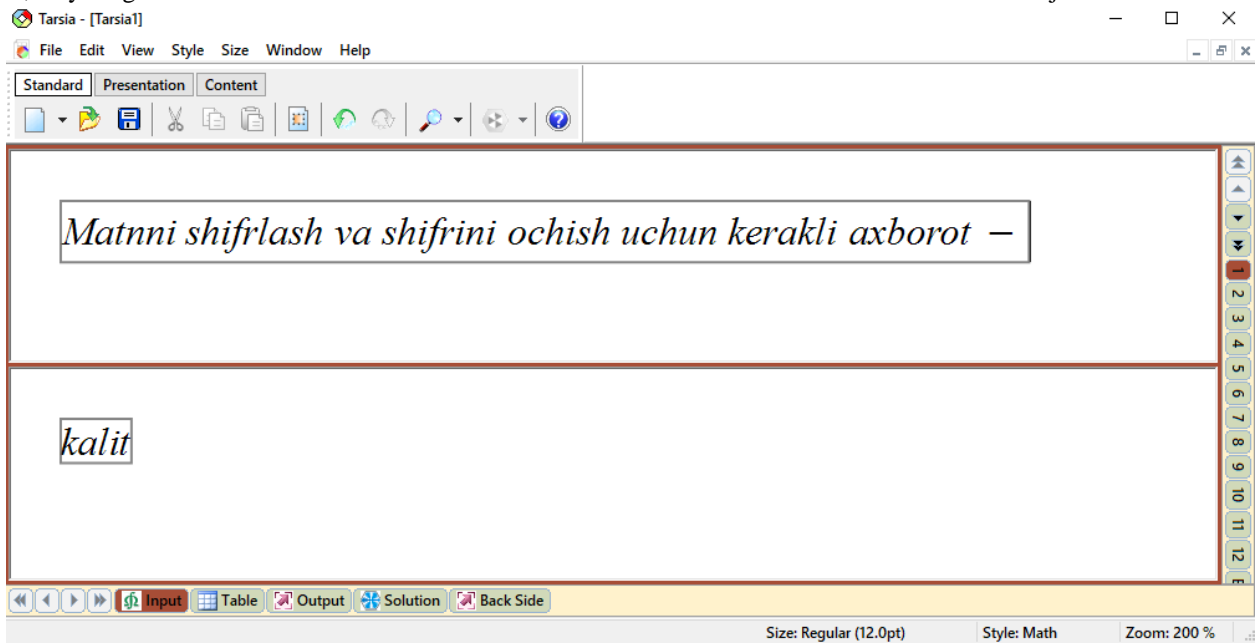 Tarsia - [Tarsia1]
File Edit View Style Size Window Help
Standard Presentation Content
Matnni shifrlash va shifrini ochish uchun kerakli axborot –
kalit
1
2
3
4
5
6
7
8
9
10
11
12
Input Table Output Solution Back Side
Size: Regular (12.0pt) Style: Math Zoom: 200 %